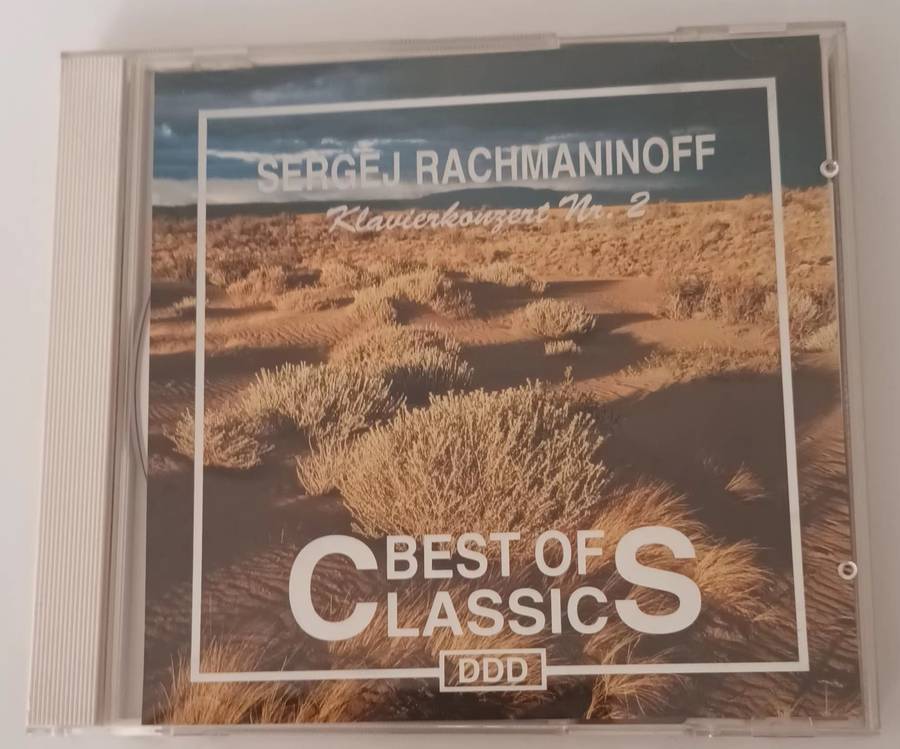 SERGEJ RACHMANINOFF
Klavierkonzert Nr. 2
BEST OF
CLASSICS
DDD